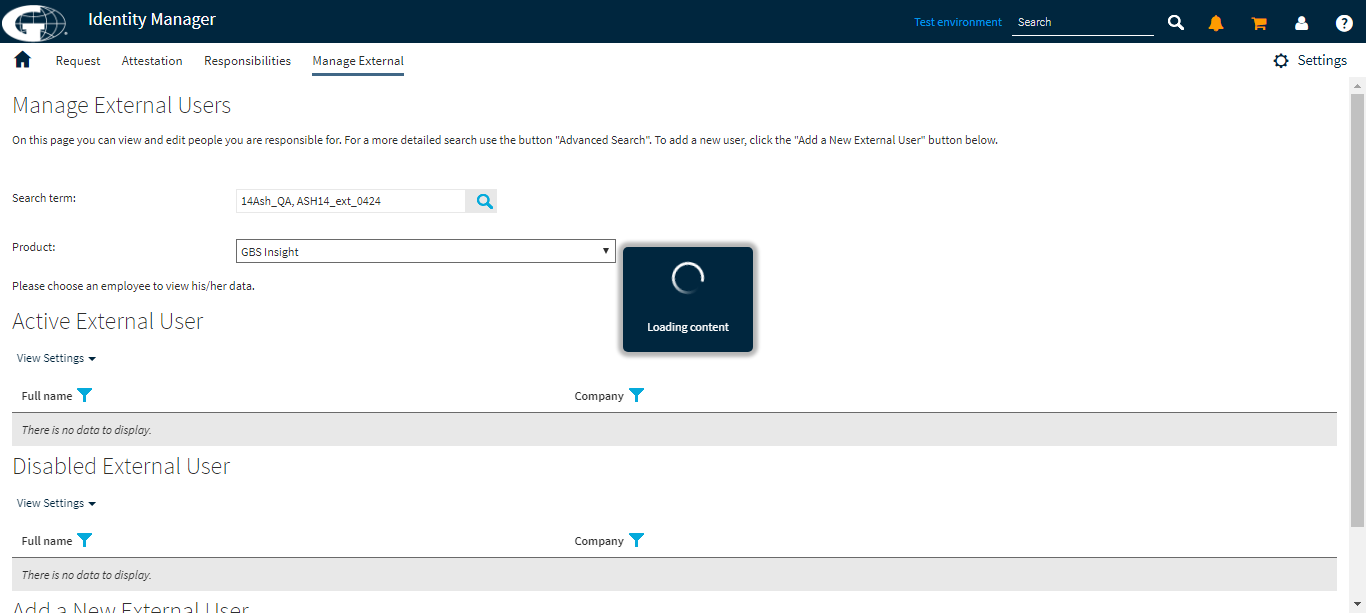 Identity Manager
Test environment
Search
Request
Attestation
Responsibilities
Manage External
Settings
Manage External Users
On this page you can view and edit people you are responsible for. For a more detailed search use the button "Advanced Search". To add a new user, click the "Add a New External User" button below.
Search term:
14Ash_QA, ASH14_ext_0424
Product:
GBS Insight
Loading content
Please choose an employee to view his/her data.
Active External User
View Settings
Full name
Company
There is no data to display.
Disabled External User
View Settings
Full name
Company
There is no data to display.
Add a New External User